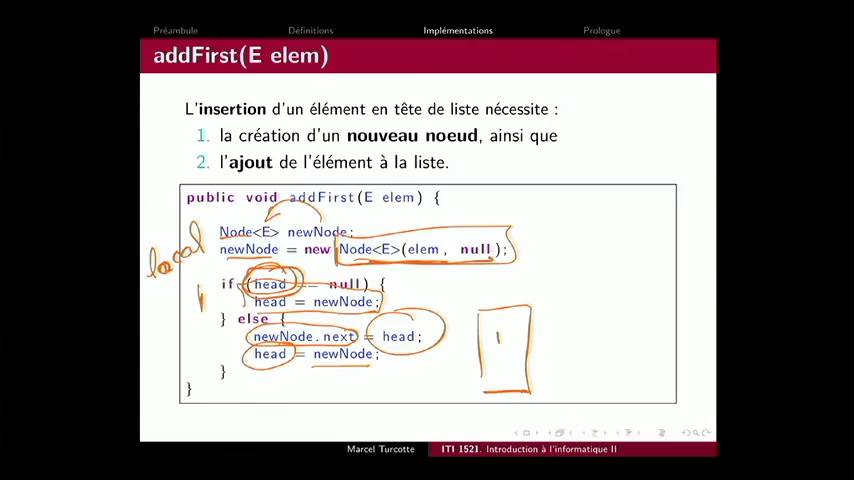 Préambule Définitions Implémentations Prologue
addFirst(E elem)
L'insertion d'un élément en tête de liste nécessite :
1. la création d'un nouveau noeud, ainsi que
2. l'ajout de l'élément à la liste.
public void addFirst(E elem) {
Node<E> newNode;
newNode = new Node<E>(elem, null);
local
if (head == null) {
head = newNode;
} else {
newNode.next = head;
head = newNode;
}
}
Marcel Turcotte ITI 1521. Introduction à l'informatique II